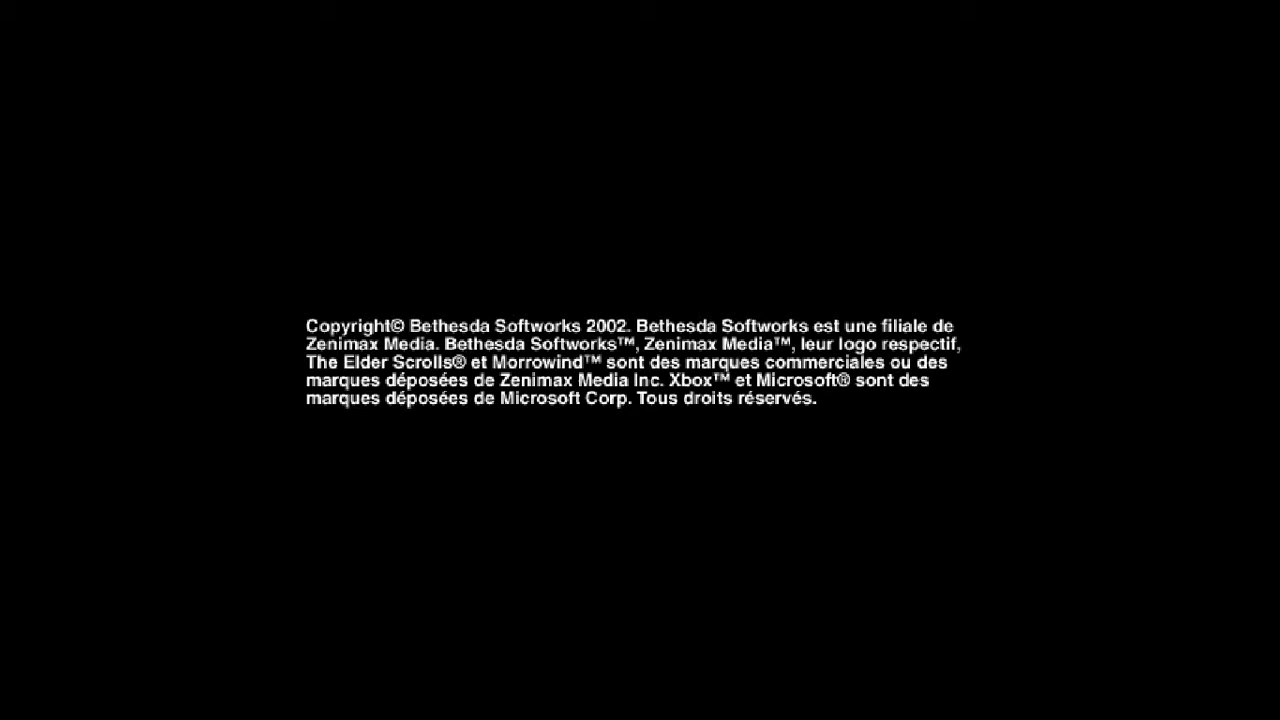 Copyright© Bethesda Softworks 2002. Bethesda Softworks est une filiale de
Zenimax Media. Bethesda Softworks™, Zenimax Media™, leur logo respectif,
The Elder Scrolls® et Morrowind™ sont des marques commerciales ou des
marques déposées de Zenimax Media Inc. Xbox™ et Microsoft® sont des
marques déposées de Microsoft Corp. Tous droits réservés.